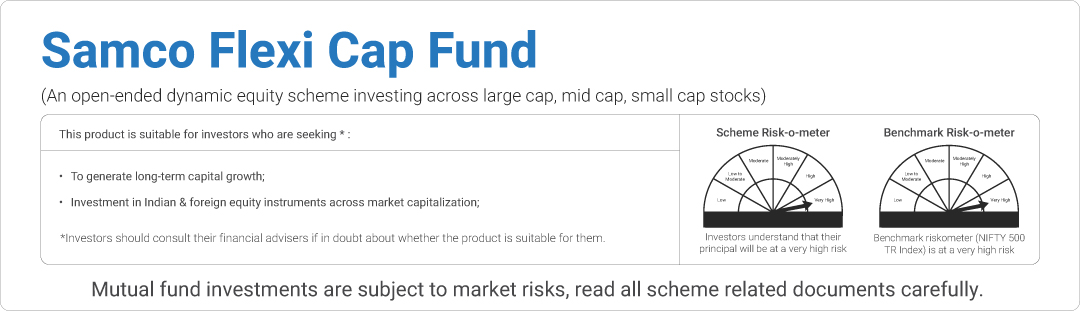 Samco Flexi Cap Fund
(An open-ended dynamic equity scheme investing across large cap, mid cap, small cap stocks)
This product is suitable for investors who are seeking * :
• To generate long-term capital growth;
• Investment in Indian & foreign equity instruments across market capitalization;
*Investors should consult their financial advisers if in doubt about whether the product is suitable for them.
Scheme Risk-o-meter
Low
Low to
Moderate
Moderate
Moderately
High
High
Very High
Investors understand that their
principal will be at a very high risk
Benchmark Risk-o-meter
Low
Low to
Moderate
Moderate
Moderately
High
High
Very High
Benchmark riskometer (NIFTY 500
TR Index) is at a very high risk
Mutual fund investments are subject to market risks, read all scheme related documents carefully.